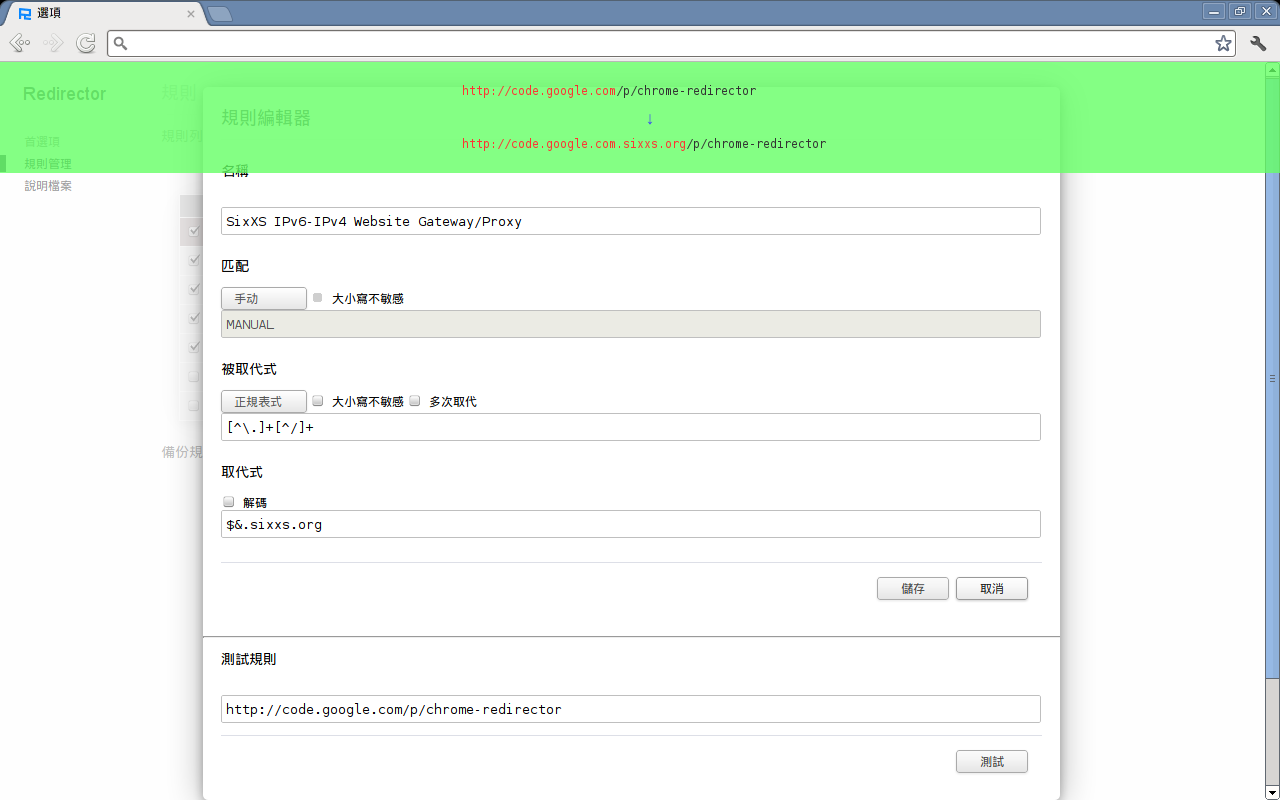 選項
Redirector
規則
http://code.google.com/p/chrome-redirector
↓
http://code.google.com.sixxs.org/p/chrome-redirector
規則編輯器
首選項
規則列
規則管理
說明檔案
名稱
SixXS IPv6-IPv4 Website Gateway/Proxy
匹配
手动 大小寫不敏感
MANUAL
被取代式
正規表式 大小寫不敏感 多次取代
[^\.]+[^/]+
備份規
取代式
解碼
$&.sixxs.org
儲存 取消
測試規則
http://code.google.com/p/chrome-redirector
測試